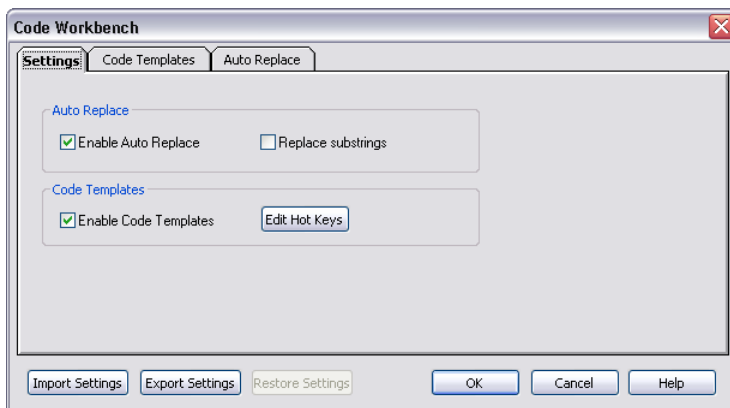 Code Workbench
Settings Code Templates Auto Replace
Auto Replace
Enable Auto Replace Replace substrings
Code Templates
Enable Code Templates Edit Hot Keys
Import Settings Export Settings Restore Settings OK Cancel Help